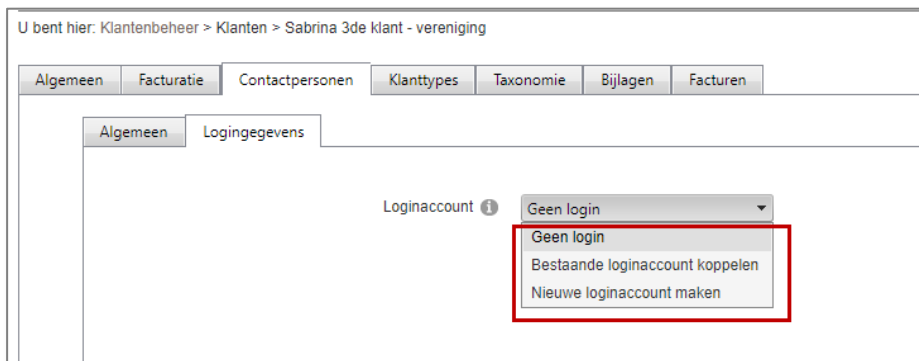 U bent hier: Klantenbeheer > Klanten > Sabrina 3de klant - vereniging
Algemeen Facturatie Contactpersonen Klanttypes Taxonomie Bijlagen Facturen
Algemeen Logingegevens
Loginaccount Geen login
Geen login
Bestaande loginaccount koppelen
Nieuwe loginaccount maken